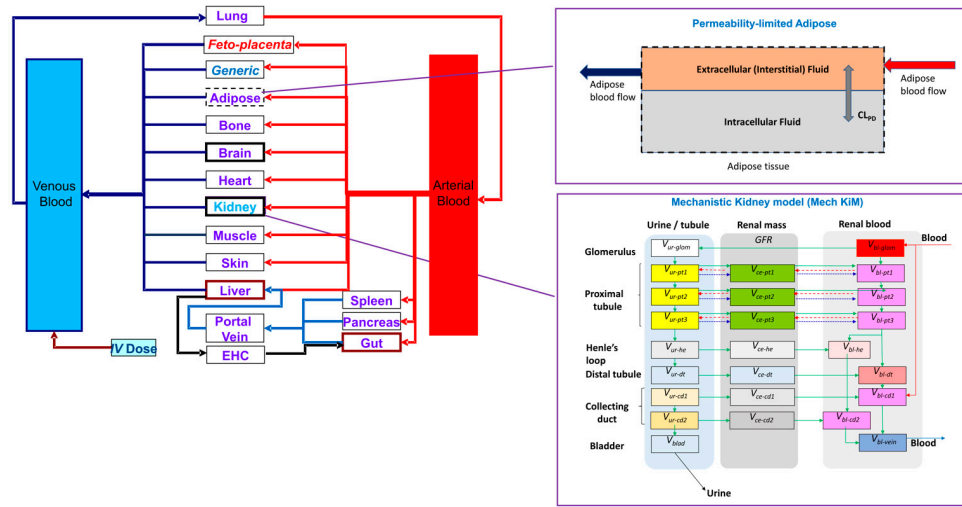 Lung
Feto-placenta
Generic
Adipose
Bone
Brain
Heart
Kidney
Muscle
Skin
Liver
Spleen
Portal
Vein
Pancreas
Gut
EHC
Venous
Blood
Arterial
Blood
IV Dose
Permeability-limited Adipose
Extracellular (Interstitial) Fluid
Adipose
blood flow
Adipose
blood flow
CLPD
Intracellular Fluid
Adipose tissue
Mechanistic Kidney model (Mech KiM)
Urine / tubule
Renal mass
Renal blood
GFR
Blood
Glomerulus
Vur-glom
Vbl-glom
Vur-pt1
Vce-pt1
Vbl-pt1
Proximal
tubule
Vur-pt2
Vce-pt2
Vbl-pt2
Vur-pt3
Vce-pt3
Vbl-pt3
Henle's
loop
Vur-he
Vce-he
Vbl-he
Distal tubule
Vur-dt
Vce-dt
Vbl-dt
Collecting
duct
Vur-cd1
Vce-cd1
Vbl-cd1
Vur-cd2
Vce-cd2
Vbl-cd2
Bladder
Vblad
Vbl-vein
Blood
Urine